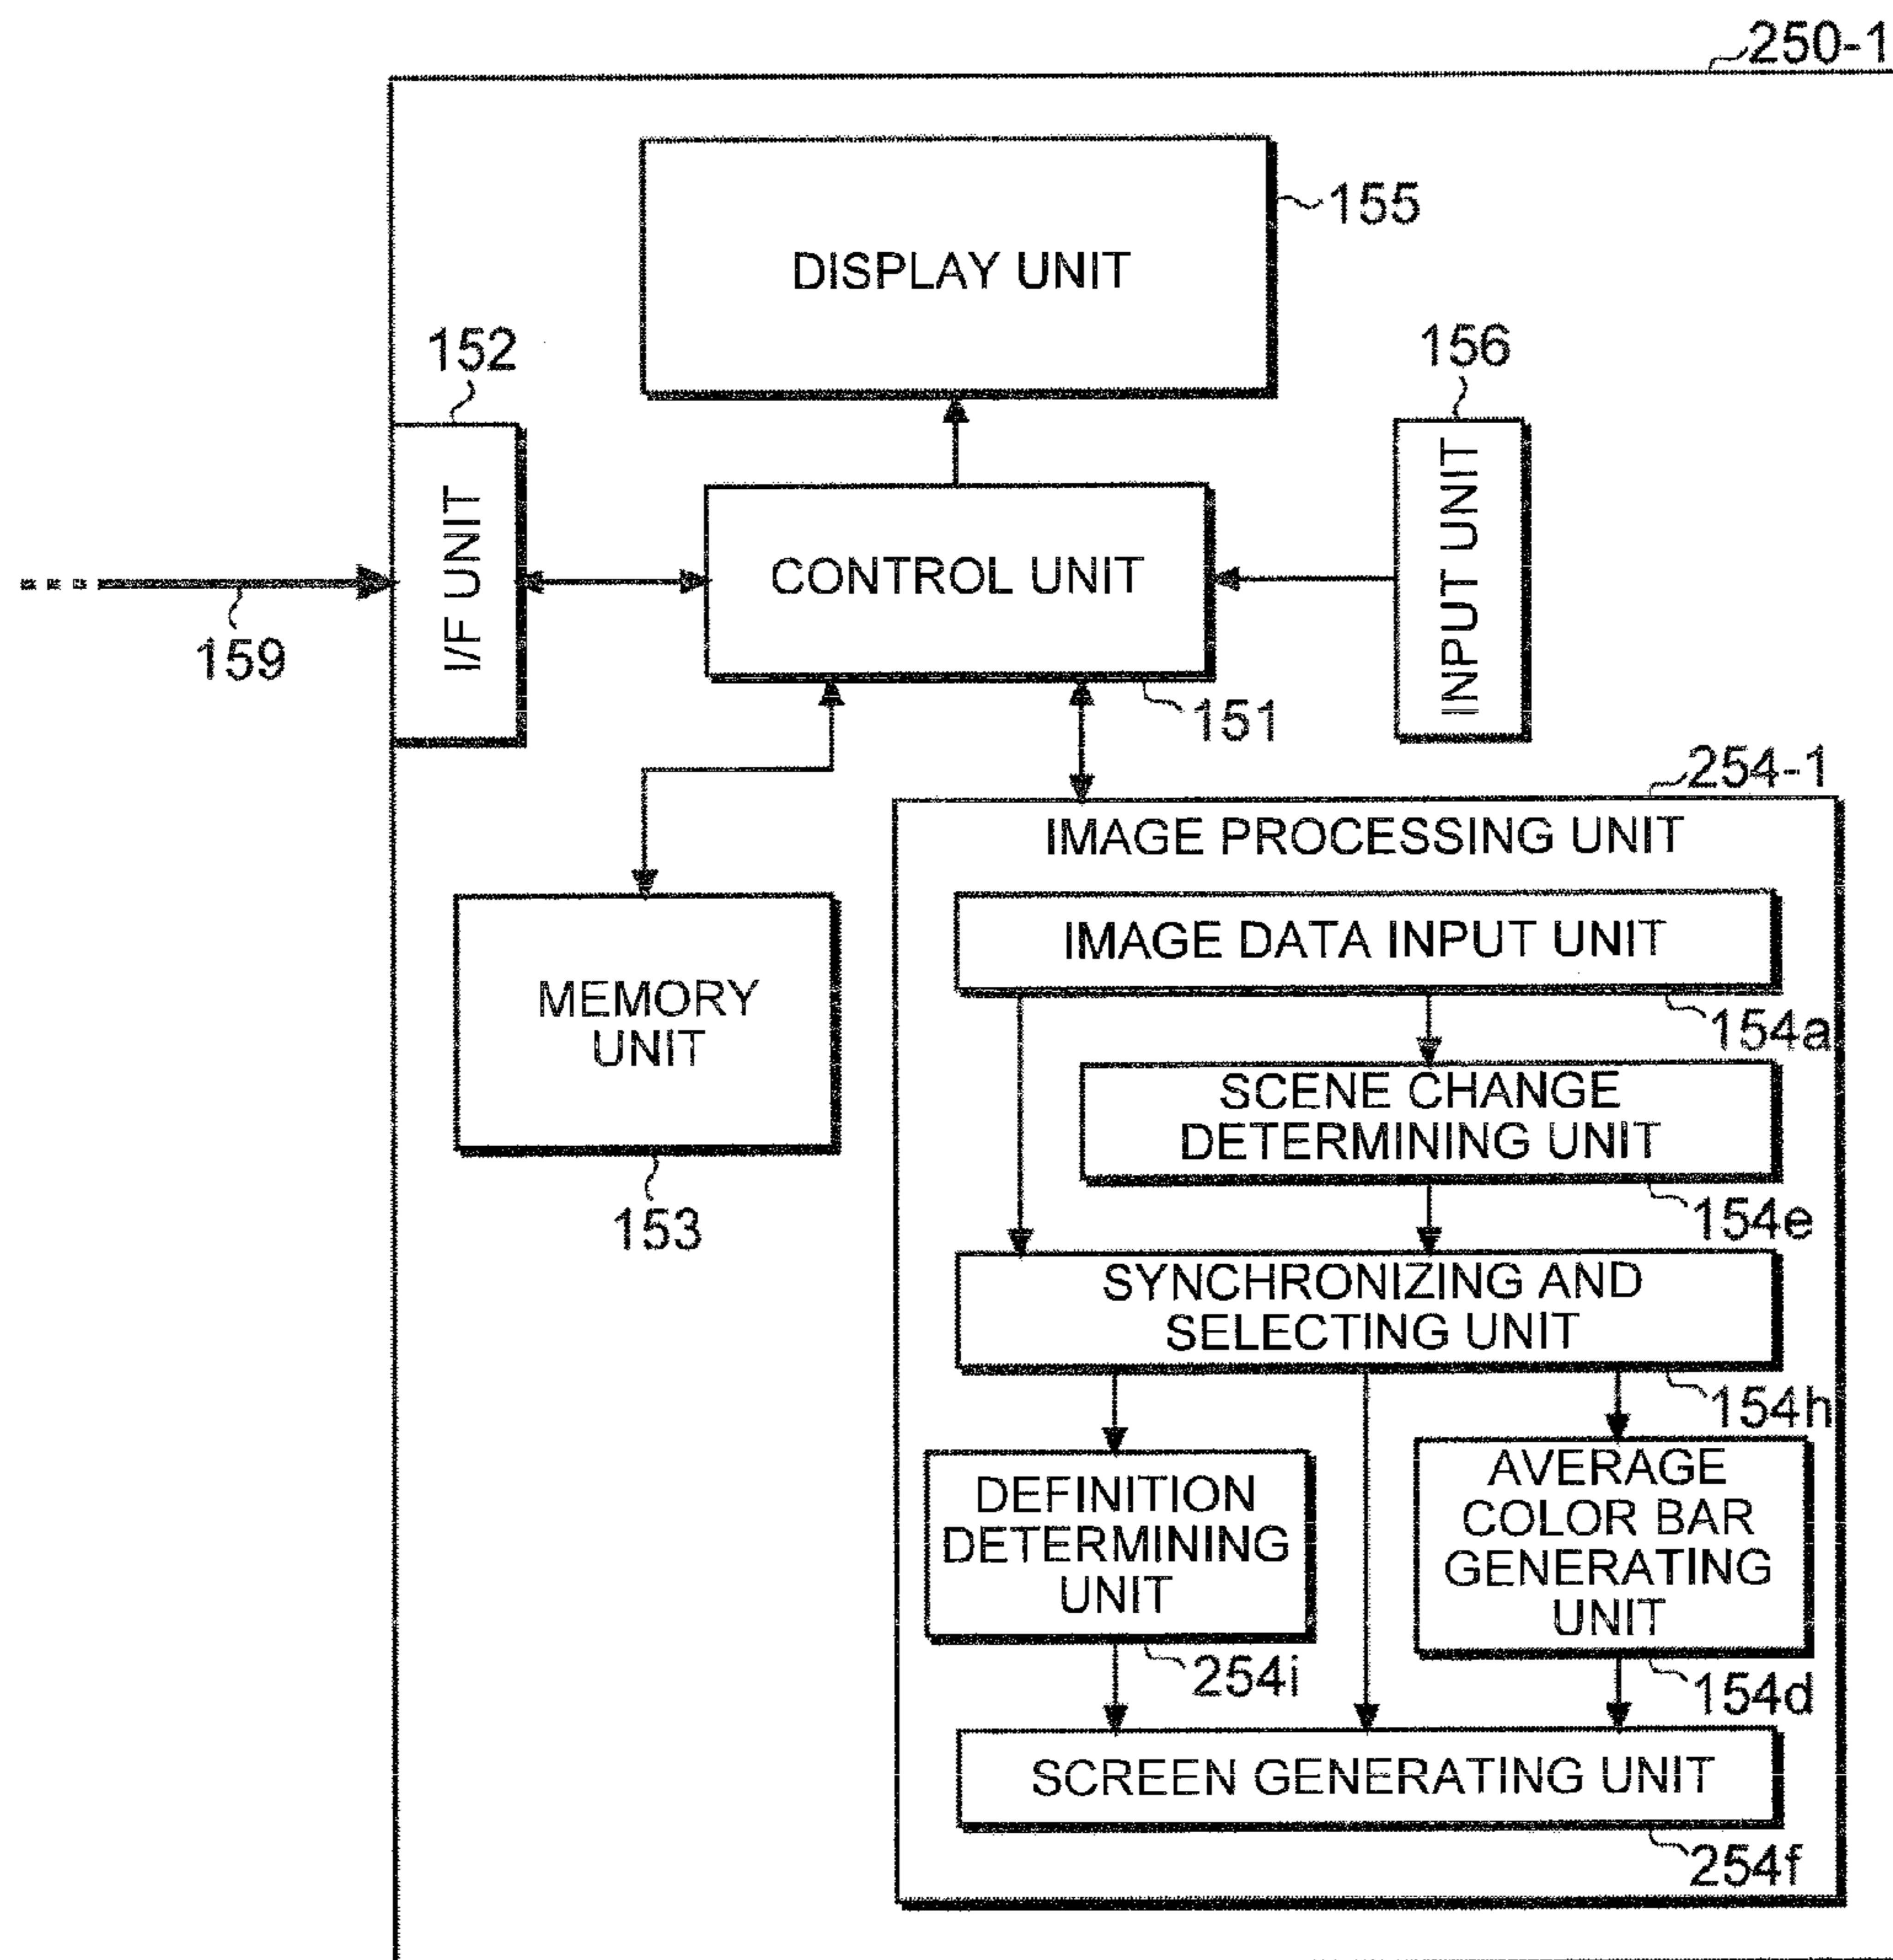 250-1
155
DISPLAY UNIT
152
156
I/F UNIT
CONTROL UNIT
INPUT UNIT
159
151
254-1
IMAGE PROCESSING UNIT
IMAGE DATA INPUT UNIT
154a
MEMORY
UNIT
153
SCENE CHANGE
DETERMINING UNIT
154e
SYNCHRONIZING AND
SELECTING UNIT
154h
DEFINITION
DETERMINING
UNIT
254i
AVERAGE
COLOR BAR
GENERATING
UNIT
154d
SCREEN GENERATING UNIT
254f